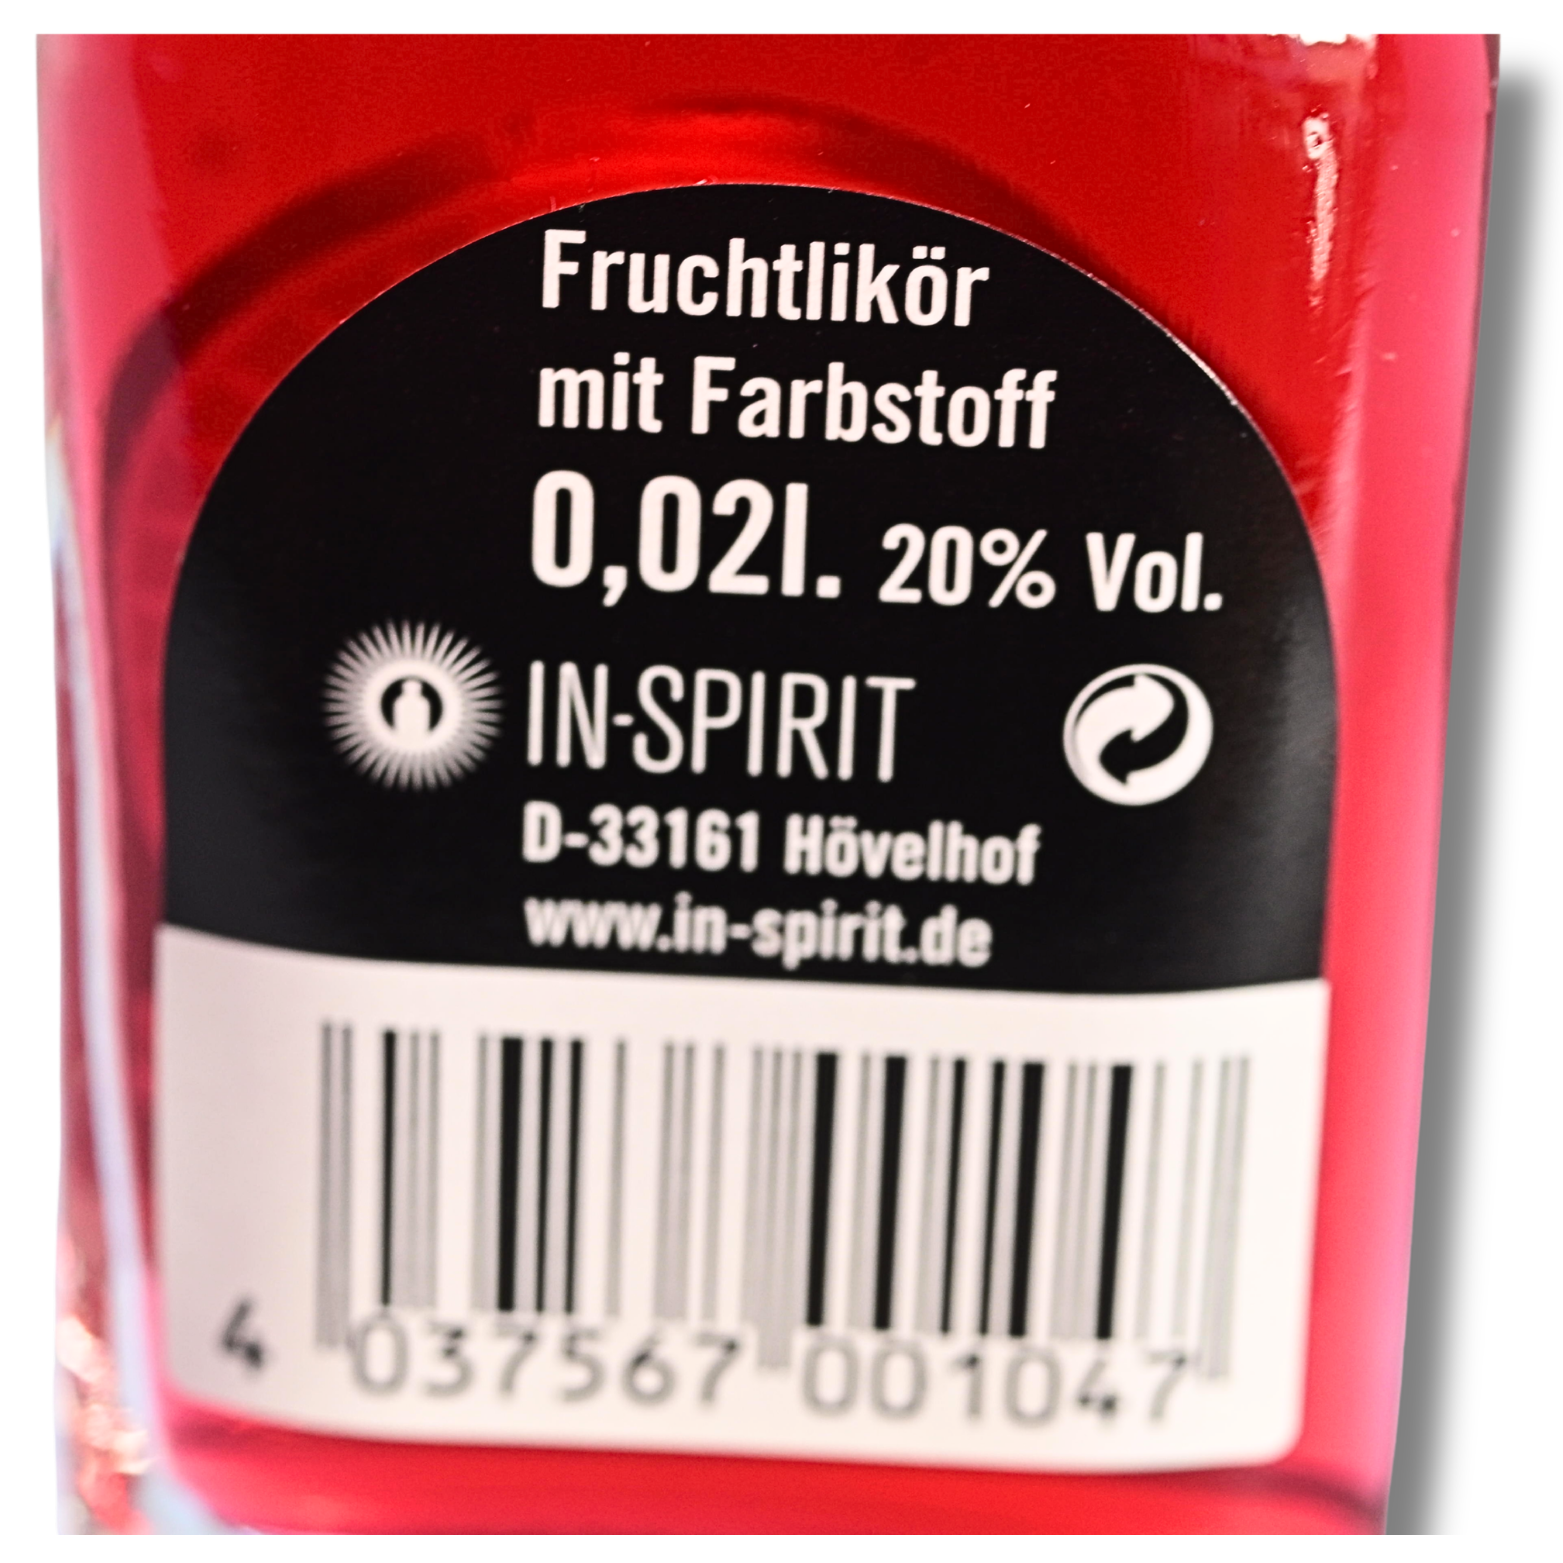 Fruchtlikör
mit Farbstoff
0,02l. 20% Vol.
IN-SPIRIT
D-33161 Hövelhof
www.in-spirit.de
4 037567 001047